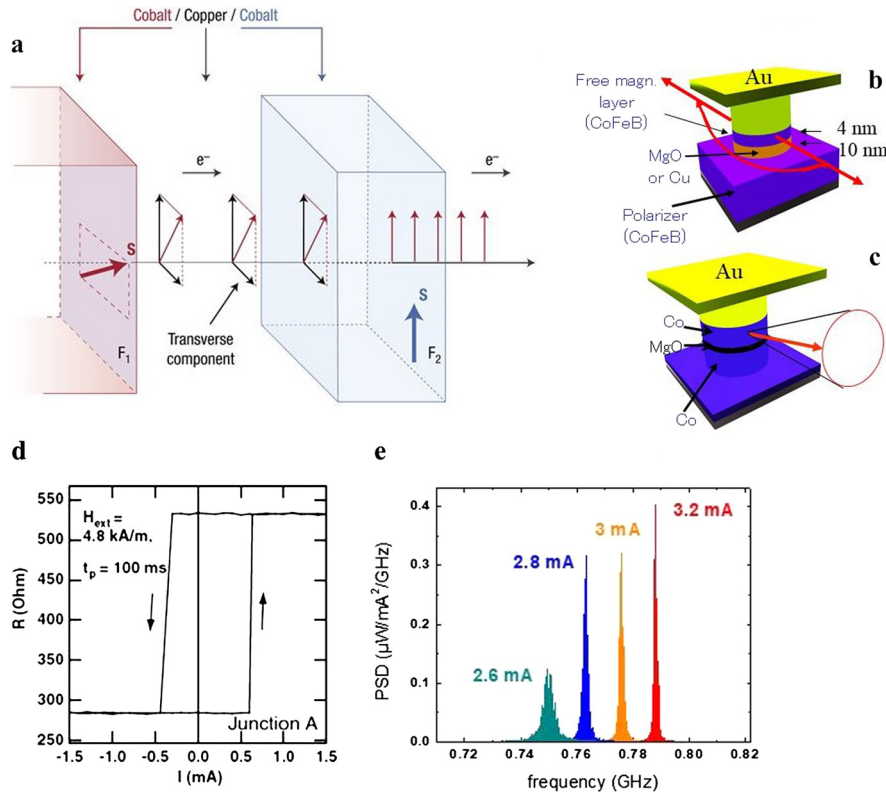 Cobalt / Copper / Cobalt
a
e⁻
e⁻
S
S
Transverse
component
F₁
F₂
b
Au
Free magn.
layer
(CoFeB)
4 nm
10 nm
MgO
or Cu
Polarizer
(CoFeB)
c
Au
Co
MgO
Co
d
R (Ohm)
550
500
450
400
350
300
250
H_ext =
4.8 kA/m,
t_p = 100 ms
Junction A
-1.5 -1.0 -0.5 0.0 0.5 1.0 1.5
I (mA)
e
PSD (µW/mA²/GHz)
0.4
0.3
0.2
0.1
0.0
3.2 mA
3 mA
2.8 mA
2.6 mA
0.72 0.74 0.76 0.78 0.80 0.82
frequency (GHz)